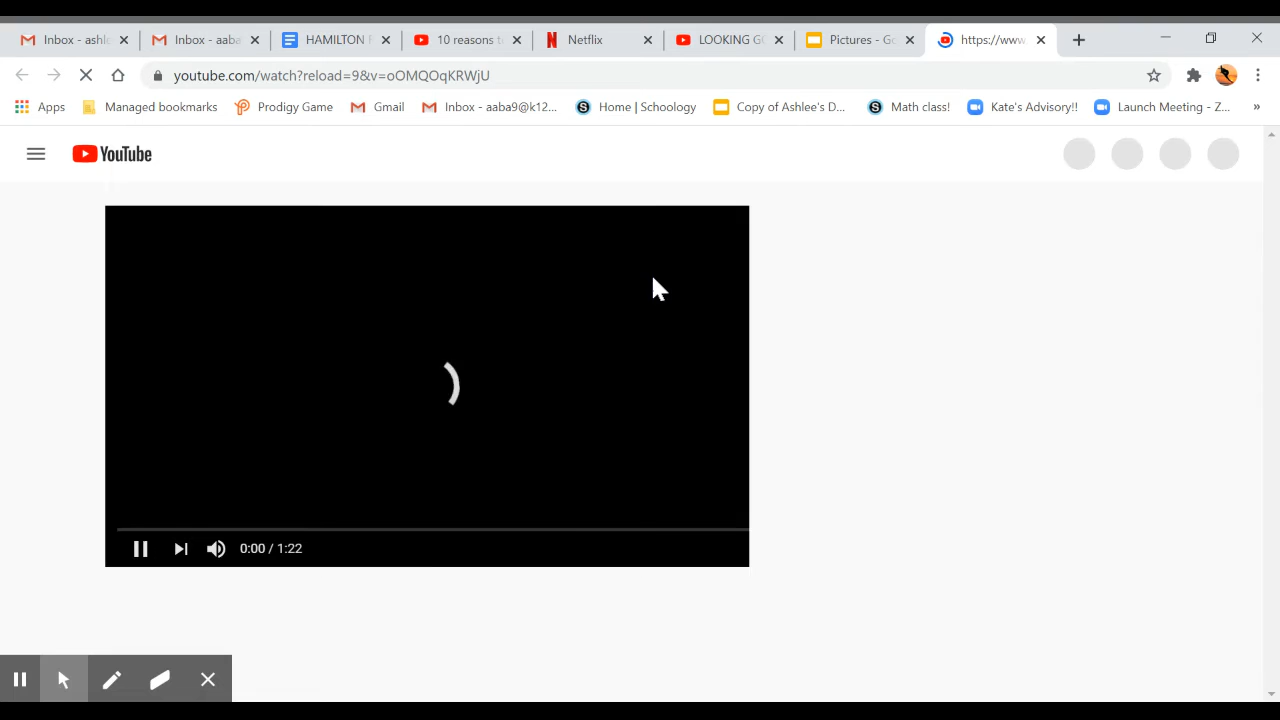 Inbox - ashl Inbox - aaba HAMILTON 10 reasons t Netflix LOOKING G Pictures - Go https://www.
youtube.com/watch?reload=9&v=oOMQOqKRWjU
Apps Managed bookmarks Prodigy Game Gmail Inbox - aaba9@k12... Home | Schoology Copy of Ashlee's D... Math class! Kate's Advisory!! Launch Meeting - Z... »
YouTube
0:00 / 1:22